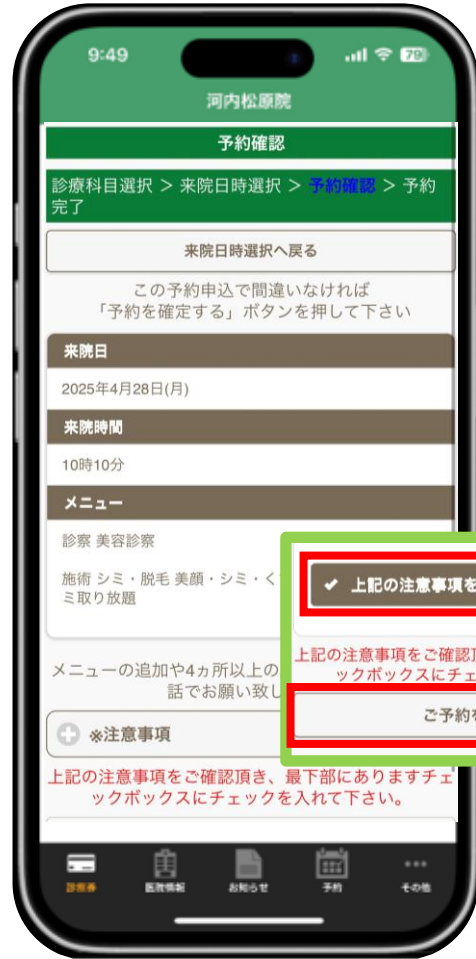 9:49
79
河内松原院
予約確認
診療科目選択 > 来院日時選択 > 予約確認 > 予約
完了
来院日時選択へ戻る
この予約申込で間違いなければ
「予約を確定する」ボタンを押して下さい
来院日
2025年4月28日(月)
来院時間
10時10分
メニュー
診察 美容診察
施術 シミ・脱毛 美顔・シミ・く
ミ取り放題
メニューの追加や4ヵ所以上の
話でお願い致し
※注意事項
上記の注意事項をご確認頂き、最下部にありますチェ
ックボックスにチェックを入れて下さい。
上記の注意事項を
上記の注意事項をご確認頂
ックボックスにチェ
ご予約を
診察券
医院情報
お知らせ
予約
その他